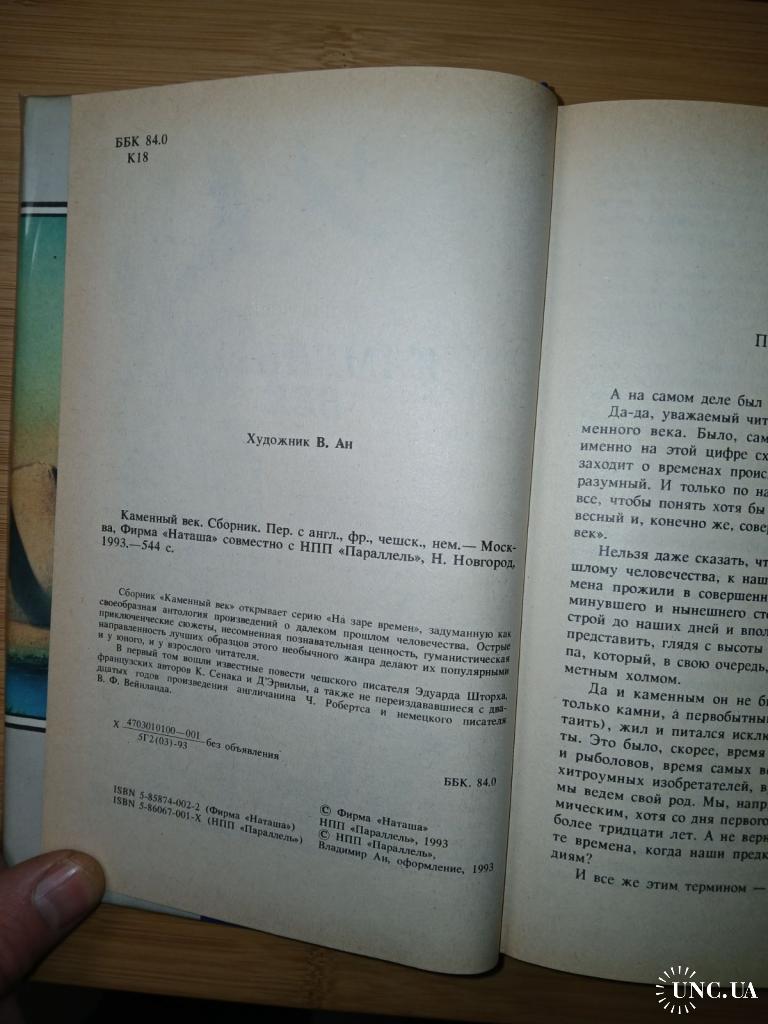 ББК 84.0
К18
Художник В. Ан
Каменный век. Сборник. Пер. с англ., фр., чешск., нем.— Моск-
ва, Фирма «Наташа» совместно с НПП «Параллель», Н. Новгород,
1993.—544 с.
Сборник «Каменный век» открывает серию «На заре времен», задуманную как
своеобразная антология произведений о далеком прошлом человечества. Острые
приключенческие сюжеты, несомненная познавательная ценность, гуманистическая
направленность лучших образцов этого необычного жанра делают их популярными
и у юного, и у взрослого читателя.
В первый том вошли известные повести чешского писателя Эдуарда Шторха,
французских авторов К. Сенака и Д'Эрвильи, а также не переиздававшиеся с два-
дцатых годов произведения англичанина Ч. Робертса и немецкого писателя
В. Ф. Вейнланда.
Х 4703010100—001
5Г2(03)-93 без объявления
ББК. 84.0
ISBN 5-85874-002-2 (Фирма «Наташа»)
ISBN 5-86067-001-X (НПП «Параллель»)
© Фирма «Наташа»
НПП «Параллель», 1993
© НПП «Параллель»,
Владимир Ан, оформление, 1993
П
А на самом деле был
Да-да, уважаемый чит
менного века. Было, сам
именно на этой цифре сх
заходит о временах проис
разумный. И только по на
все, чтобы понять хотя бы
весный и, конечно же, совер
век».
Нельзя даже сказать, чт
шлому человечества, к наш
мена прожили в совершенн
минувшего и нынешнего сто
строй до наших дней и впол
представить, глядя с высоты
па, который, в свою очередь,
метным холмом.
Да и каменным он не бы
только камни, а первобытны
таить), жил и питался исклю
ты. Это было, скорее, время
и рыболовов, время самых ве
хитроумных изобретателей, в
мы ведем свой род. Мы, напр
мическим, хотя со дня первого
более тридцати лет. А не верн
те времена, когда наши предк
диям?
И все же этим термином —
UNC.UA